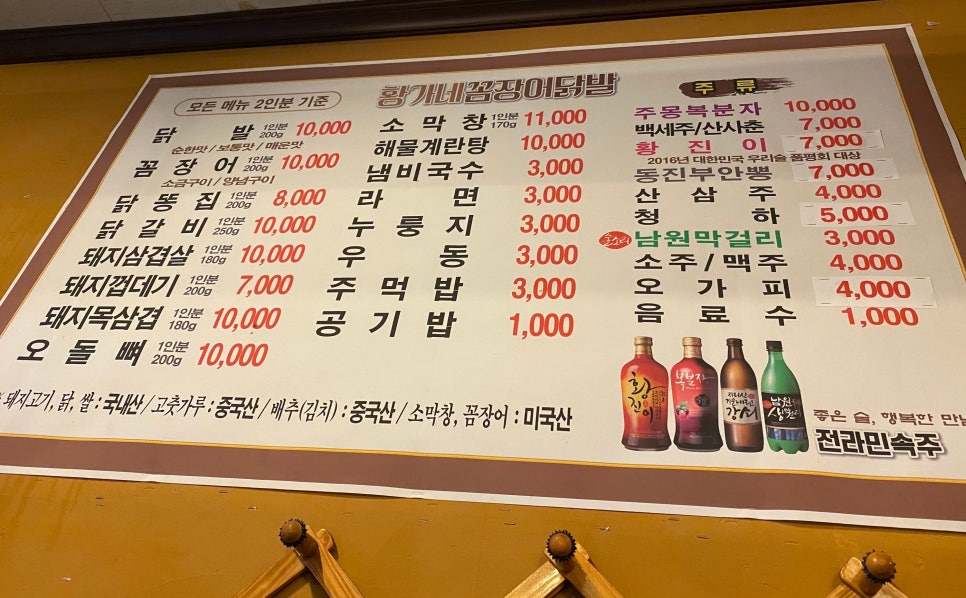 황가네꼼장어닭발
모든 메뉴 2인분 기준
닭 발 1인분 200g 10,000
순한맛 / 보통맛 / 매운맛
꼼 장 어 1인분 200g 10,000
소금구이 / 양념구이
닭 똥 집 1인분 200g 8,000
닭 갈 비 1인분 250g 10,000
돼지삼겹살 1인분 180g 10,000
돼지껍데기 1인분 200g 7,000
돼지목삼겹 1인분 180g 10,000
오 돌 뼈 1인분 200g 10,000
소 막 창 1인분 170g 11,000
해물계란탕 10,000
냄비국수 3,000
라 면 3,000
누 룽 지 3,000
우 동 3,000
주 먹 밥 3,000
공 기 밥 1,000
주 류
주몽복분자 10,000
백세주/산사춘 7,000
황 진 이 7,000
2016년 대한민국 우리술 품평회 대상
동진부안뽕 7,000
산 삼 주 4,000
청 하 5,000
남원막걸리 3,000
소주/맥주 4,000
오 가 피 4,000
음 료 수 1,000
돼지고기, 닭, 쌀 : 국내산 / 고춧가루 : 중국산 / 배추(김치) : 중국산 / 소막창, 꼼장어 : 미국산
황진이
복분자
남원
좋은 술, 행복한 만남
전라민속주